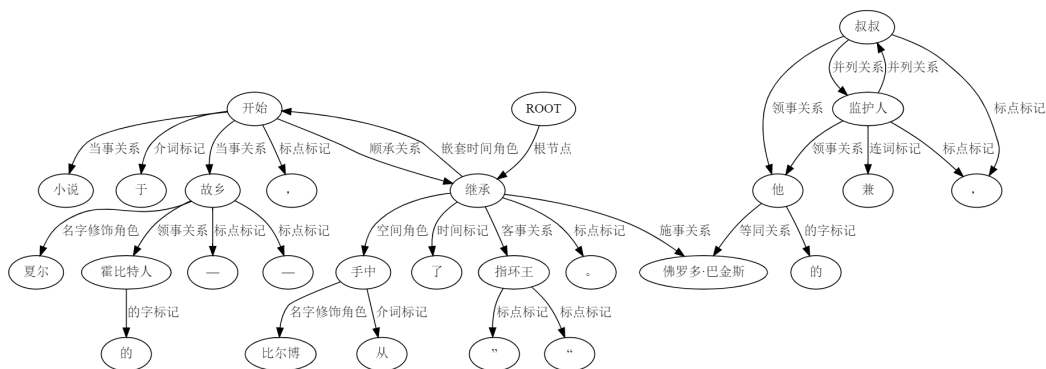 叔叔
并列关系 并列关系
开始 ROOT 领事关系 监护人 标点标记
当事关系 介词标记 当事关系 标点标记 顺承关系 嵌套时间角色 根节点 领事关系 连词标记 标点标记
小说 于 故乡 ， 继承 他 兼 ，
名字修饰角色 领事关系 标点标记 标点标记 空间角色 时间标记 客事关系 标点标记 施事关系 等同关系 的字标记
夏尔 霍比特人 — — 手中 了 指环王 。 佛罗多·巴金斯 的
的字标记 名字修饰角色 介词标记 标点标记 标点标记
的 比尔博 从 ” “